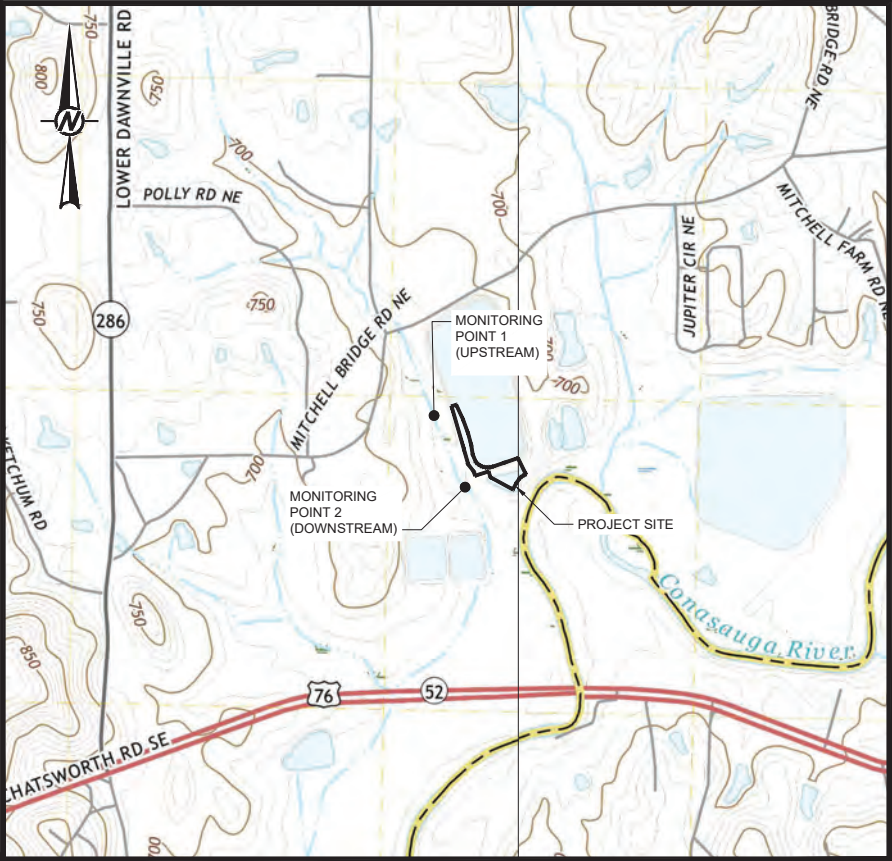 750
800
N
LOWER DAWNVILLE RD
750
BRIDGE RD NE
700
POLLY RD NE
700
MITCHELL FARM RD NE
JUPITER CIR NE
750
750
286
MITCHELL BRIDGE RD NE
MONITORING
POINT 1
(UPSTREAM)
700
700
KETCHUM RD
700
MONITORING
POINT 2
(DOWNSTREAM)
PROJECT SITE
Conasauga River
750
850
76
52
CHATSWORTH RD SE